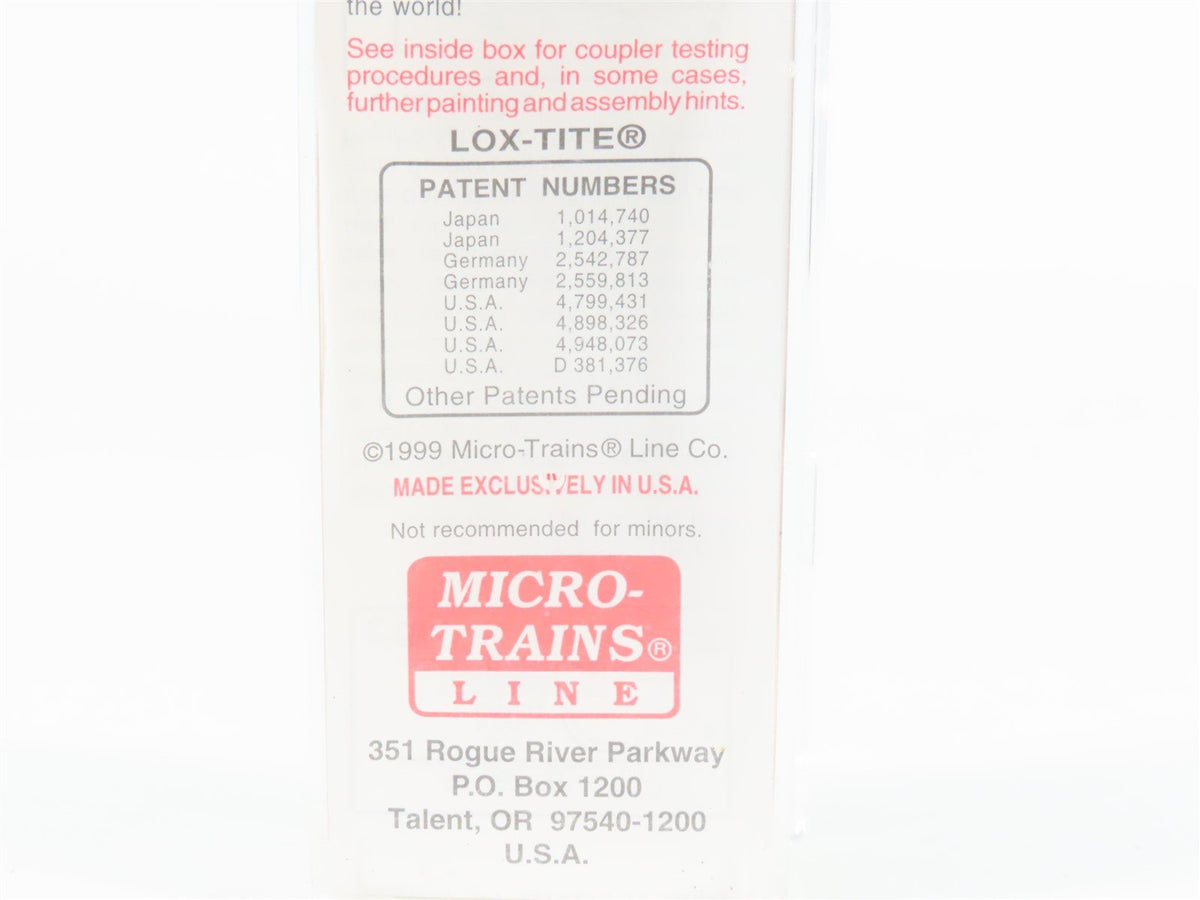 the world!
See inside box for coupler testing
procedures and, in some cases,
further painting and assembly hints.
LOX-TITE®
PATENT NUMBERS
Japan 1,014,740
Japan 1,204,377
Germany 2,542,787
Germany 2,559,813
U.S.A. 4,799,431
U.S.A. 4,898,326
U.S.A. 4,948,073
U.S.A. D 381,376
Other Patents Pending
©1999 Micro-Trains® Line Co.
MADE EXCLUSIVELY IN U.S.A.
Not recommended for minors.
MICRO-
TRAINS®
LINE
351 Rogue River Parkway
P.O. Box 1200
Talent, OR 97540-1200
U.S.A.